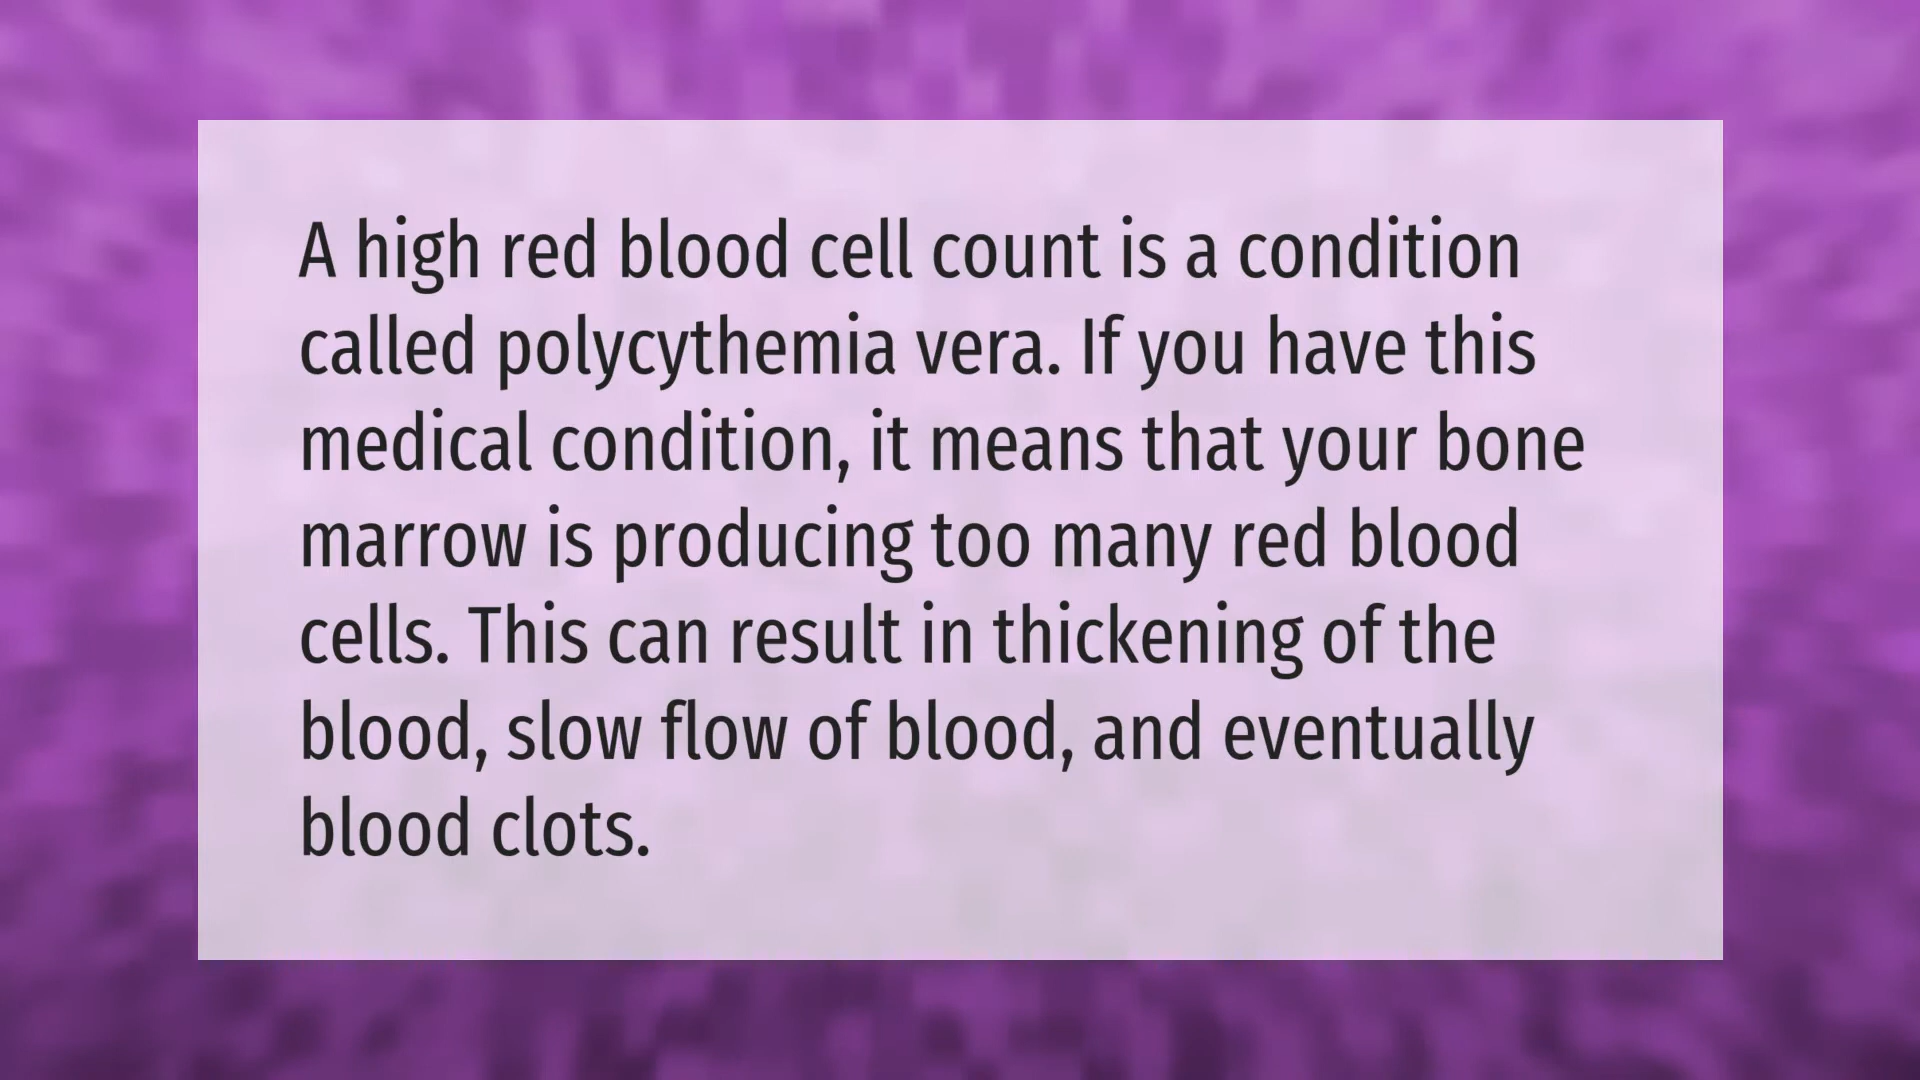 A high red blood cell count is a condition
called polycythemia vera. If you have this
medical condition, it means that your bone
marrow is producing too many red blood
cells. This can result in thickening of the
blood, slow flow of blood, and eventually
blood clots.